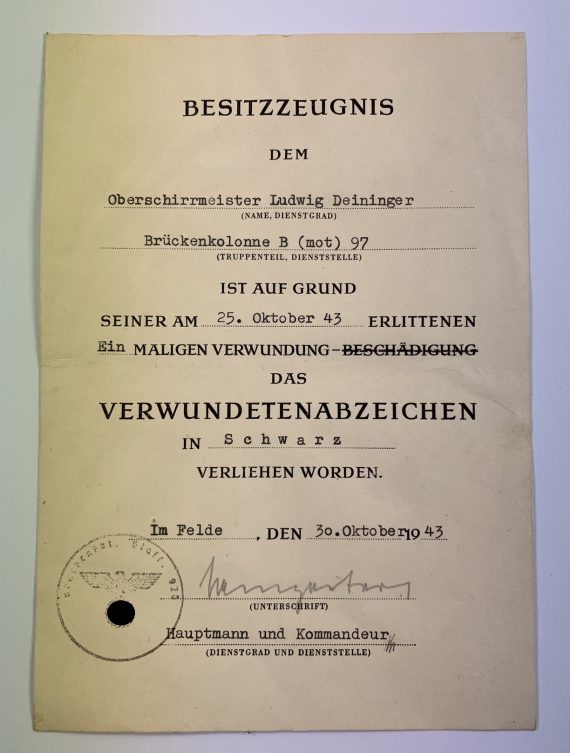 BESITZZEUGNIS
DEM
Oberschirrmeister Ludwig Deininger
(NAME, DIENSTGRAD)
Brückenkolonne B (mot) 97
(TRUPPENTEIL, DIENSTSTELLE)
IST AUF GRUND
SEINER AM 25. Oktober 43 ERLITTENEN
Ein MALIGEN VERWUNDUNG – BESCHÄDIGUNG
DAS
VERWUNDETENABZEICHEN
IN Schwarz
VERLIEHEN WORDEN.
Im Felde, DEN 30.Oktober 1943
(UNTERSCHRIFT)
Hauptmann und Kommandeur
(DIENSTGRAD UND DIENSTSTELLE)